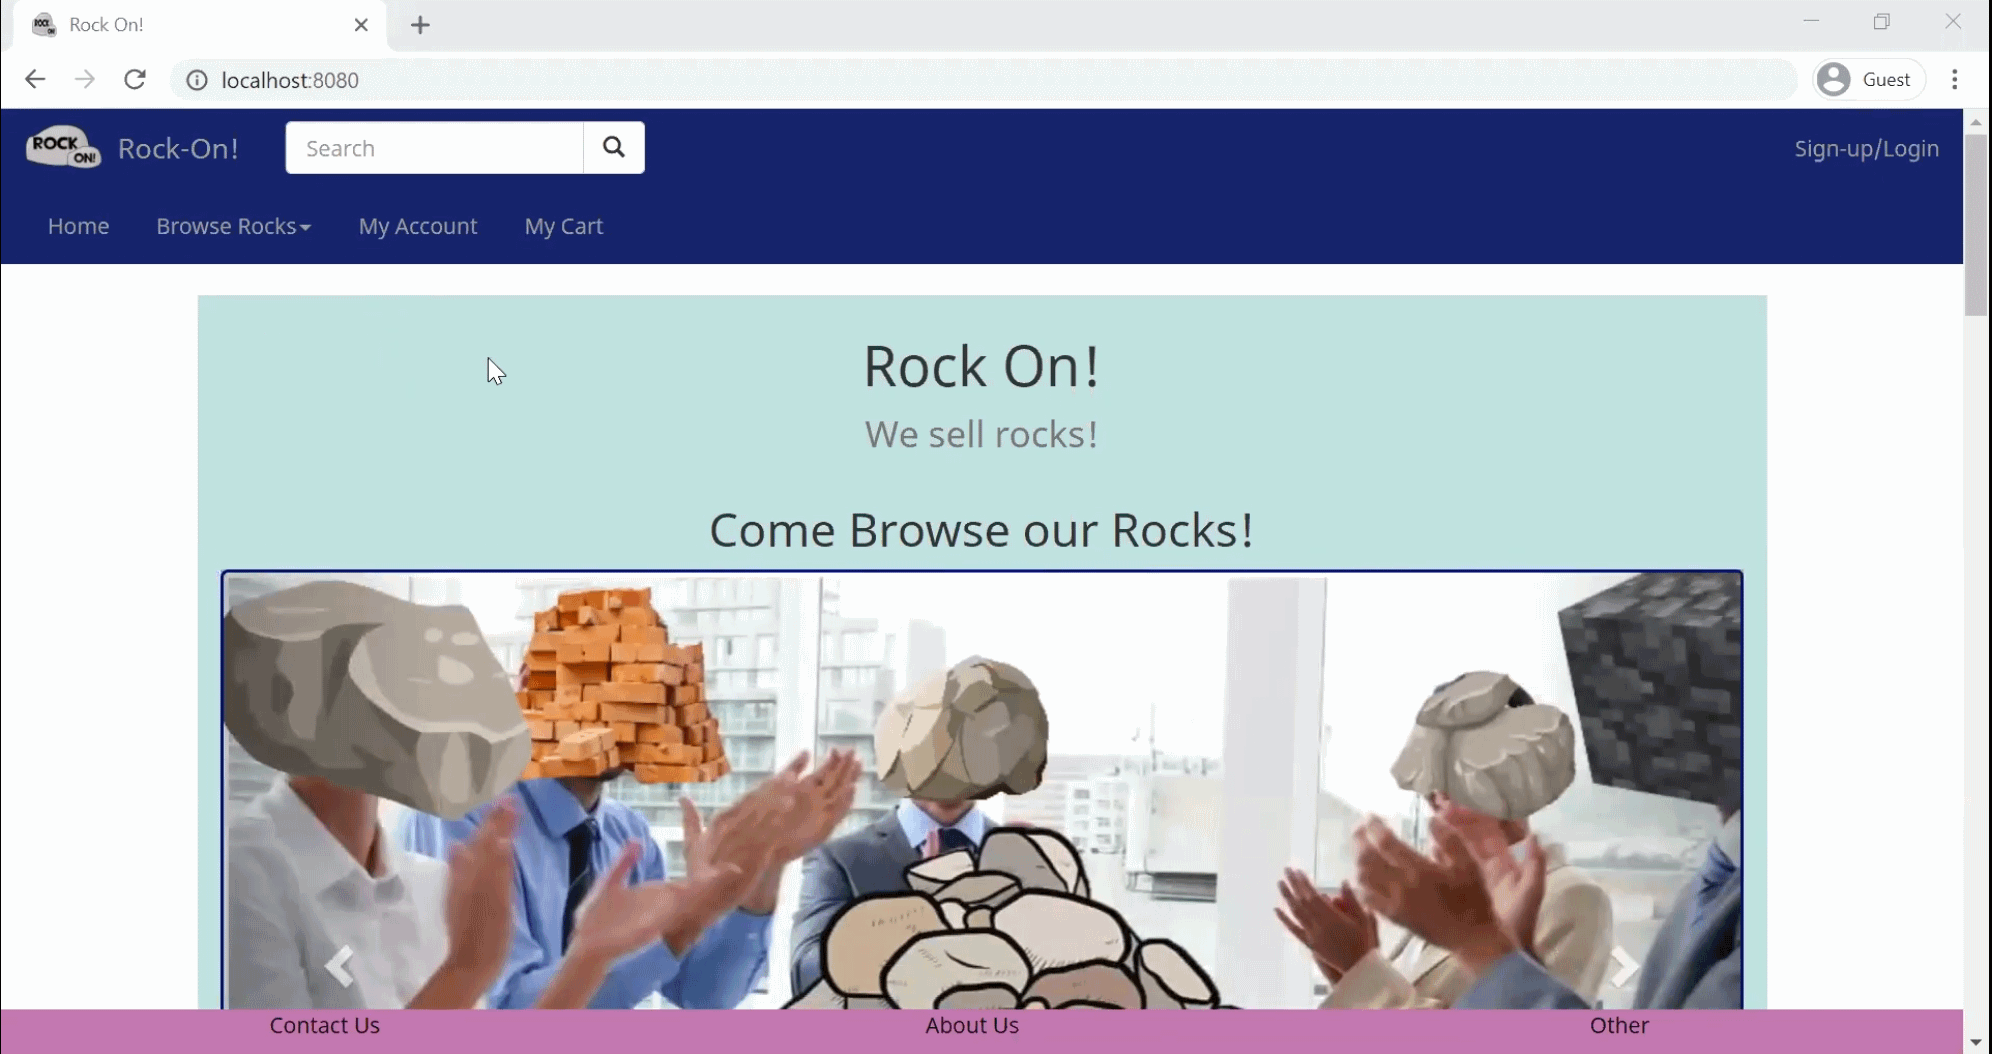 Rock On!
localhost:8080
Guest
ROCK ON!
Rock-On!
Search
Sign-up/Login
Home
Browse Rocks
My Account
My Cart
Rock On!
We sell rocks!
Come Browse our Rocks!
Contact Us
About Us
Other